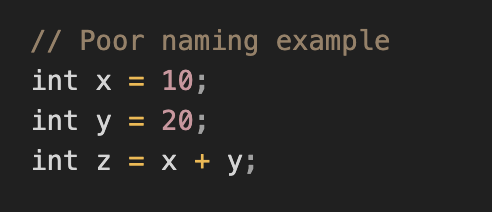 // Poor naming example
int x = 10;
int y = 20;
int z = x + y;